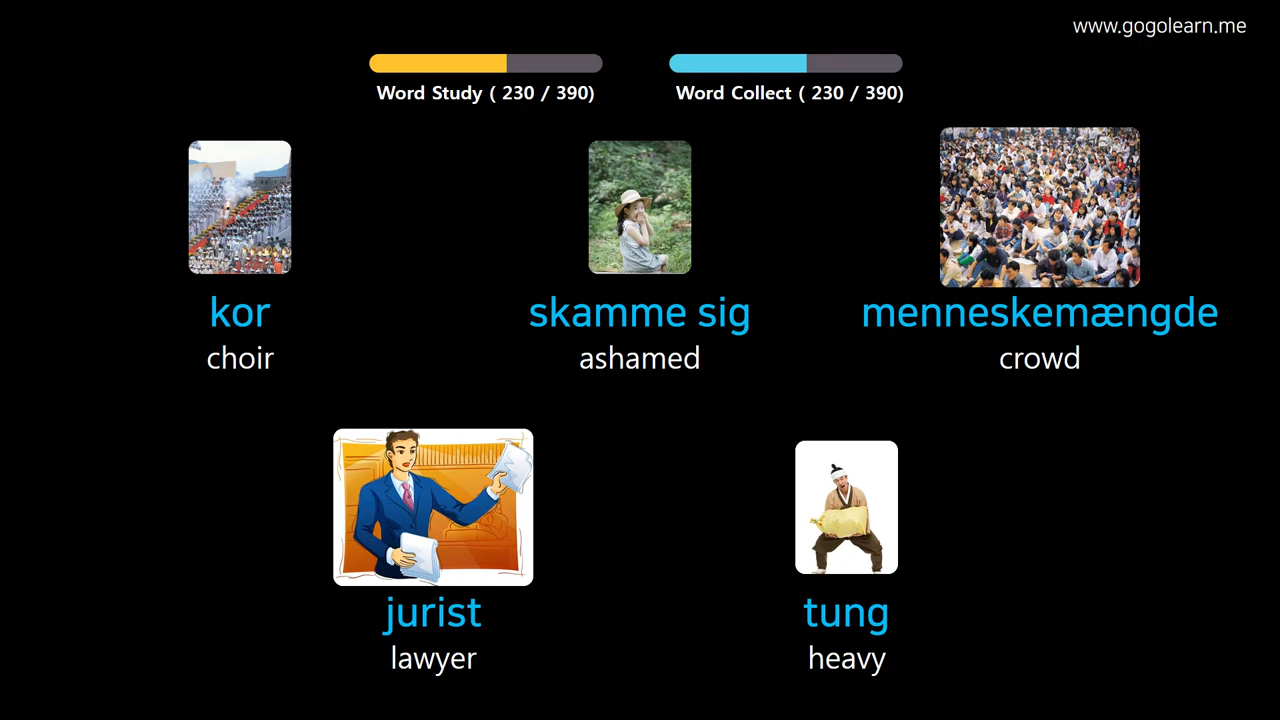 www.gogolearn.me
Word Study ( 230 / 390)
Word Collect ( 230 / 390)
kor
choir
skamme sig
ashamed
menneskemængde
crowd
jurist
lawyer
tung
heavy